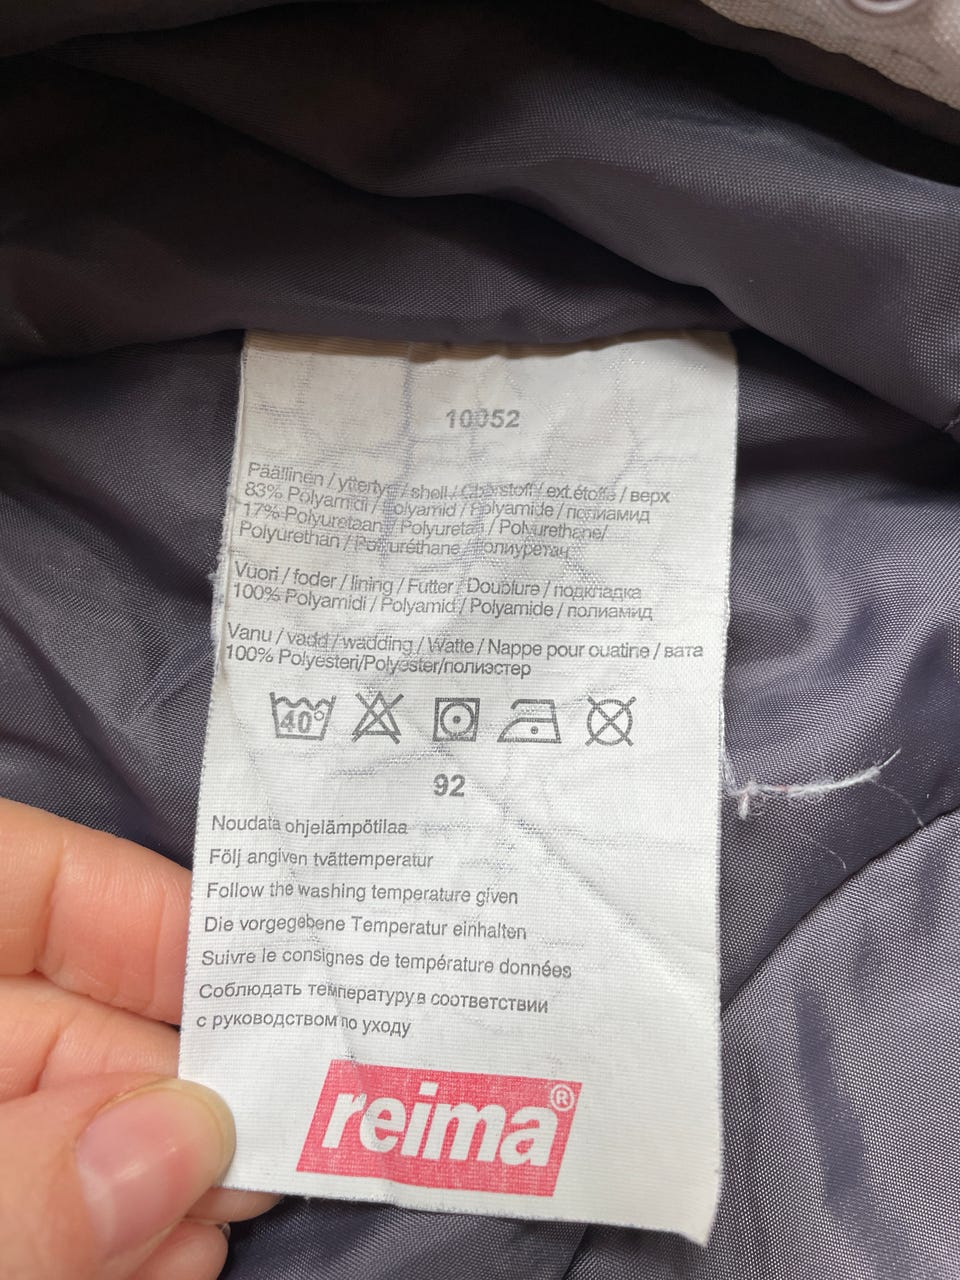 10052
Päällinen / yttertyg / shell / Oberstoff / ext.étoffe / верх
83% Polyamidi / Polyamid / Polyamide / полиамид
17% Polyuretaani / Polyuretan / Polyurethane/
Polyurethan / Polyuréthane / полиуретан
Vuori / foder / lining / Futter / Doublure / подкладка
100% Polyamidi / Polyamid / Polyamide / полиамид
Vanu / vadd / wadding / Watte / Nappe pour ouatine / вата
100% Polyesteri/Polyester/полиэстер
40°
92
Noudata ohjelämpötilaa
Följ angiven tvättemperatur
Follow the washing temperature given
Die vorgegebene Temperatur einhalten
Suivre le consignes de température données
Соблюдать температуру в соответствии
с руководством по уходу
reima®